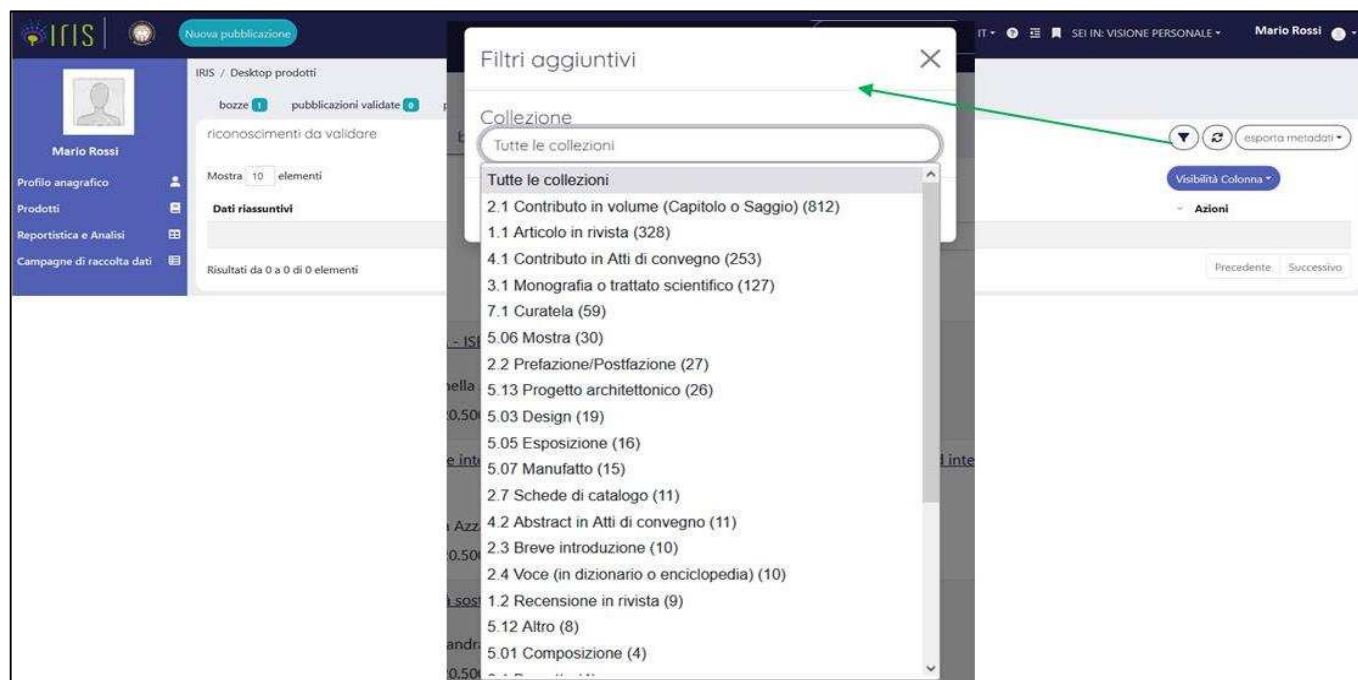 IRIS
Nuova pubblicazione
IT
SEI IN: VISIONE PERSONALE
Mario Rossi
IRIS / Desktop prodotti
bozze 1 pubblicazioni validate 0
riconoscimenti da validare
esporta metadati
Mario Rossi
Mostra 10 elementi
Visibilità Colonna
Profilo anagrafico
Prodotti
Reportistica e Analisi
Campagne di raccolta dati
Dati riassuntivi
Azioni
Risultati da 0 a 0 di 0 elementi
Precedente Successivo
Filtri aggiuntivi
Collezione
Tutte le collezioni
Tutte le collezioni
2.1 Contributo in volume (Capitolo o Saggio) (812)
1.1 Articolo in rivista (328)
4.1 Contributo in Atti di convegno (253)
3.1 Monografia o trattato scientifico (127)
7.1 Curatela (59)
5.06 Mostra (30)
2.2 Prefazione/Postfazione (27)
5.13 Progetto architettonico (26)
5.03 Design (19)
5.05 Esposizione (16)
5.07 Manufatto (15)
2.7 Schede di catalogo (11)
4.2 Abstract in Atti di convegno (11)
2.3 Breve introduzione (10)
2.4 Voce (in dizionario o enciclopedia) (10)
1.2 Recensione in rivista (9)
5.12 Altro (8)
5.01 Composizione (4)